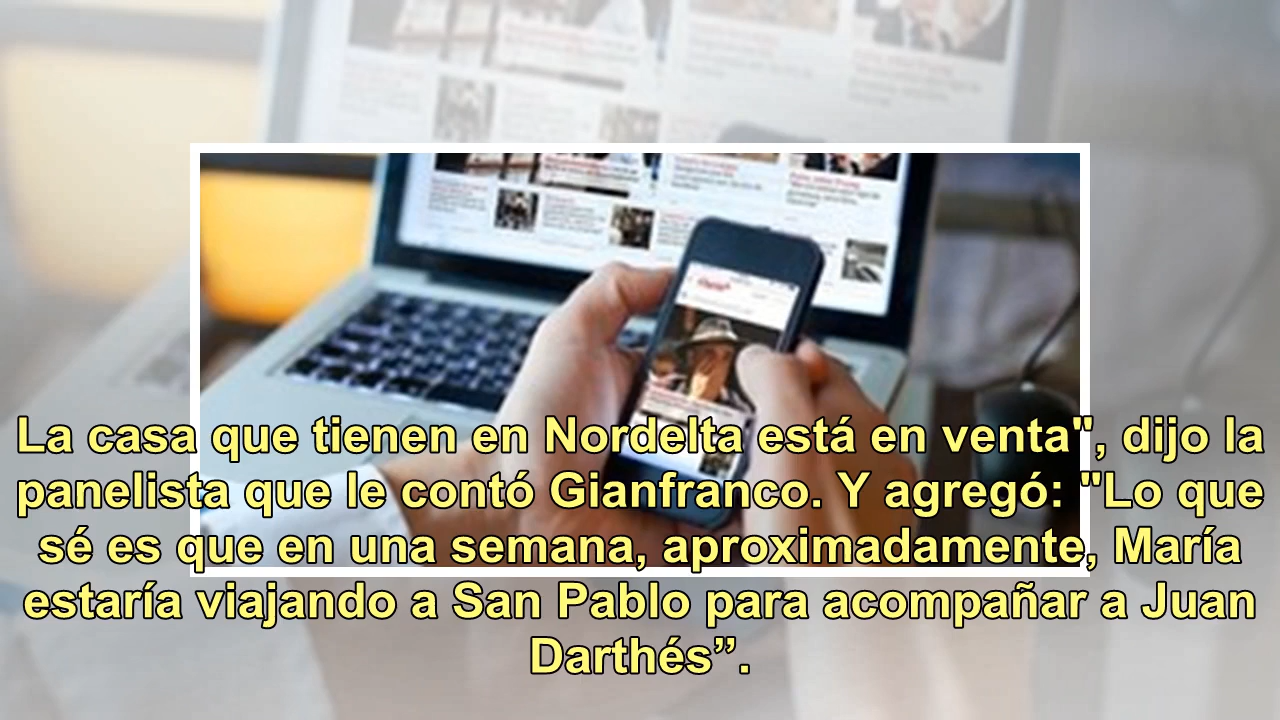 La casa que tienen en Nordelta está en venta", dijo la
panelista que le contó Gianfranco. Y agregó: "Lo que
sé es que en una semana, aproximadamente, María
estaría viajando a San Pablo para acompañar a Juan
Darthés”.